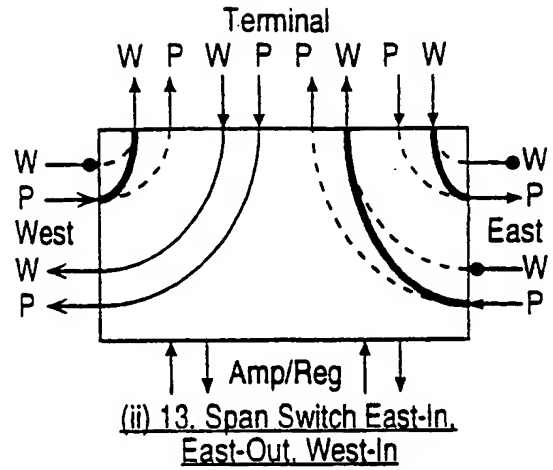 Terminal
W P W P P W P W
W
P
West
W
P
W
P
East
W
P
Amp/Reg
(ii) 13. Span Switch East-In,
East-Out, West-In